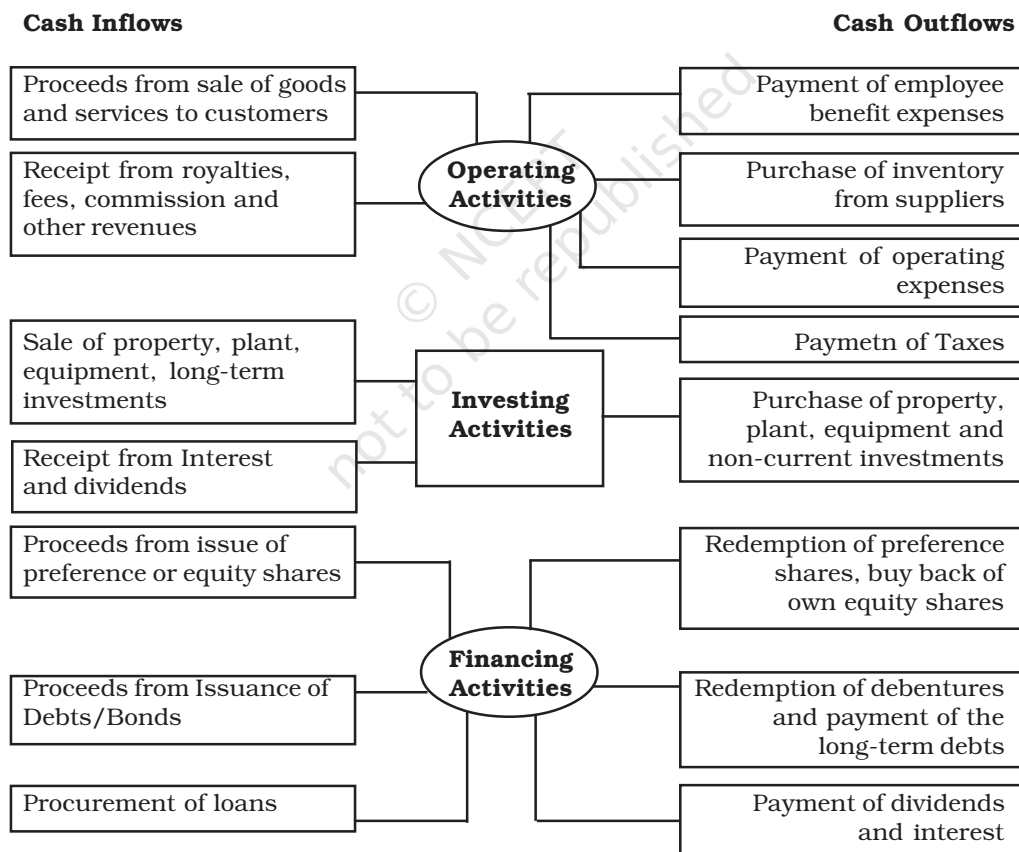 Cash Inflows
Cash Outflows
Proceeds from sale of goods
and services to customers
Receipt from royalties,
fees, commission and
other revenues
Operating
Activities
Payment of employee
benefit expenses
Purchase of inventory
from suppliers
Payment of operating
expenses
Paymetn of Taxes
Sale of property, plant,
equipment, long-term
investments
Receipt from Interest
and dividends
Investing
Activities
Purchase of property,
plant, equipment and
non-current investments
Proceeds from issue of
preference or equity shares
Proceeds from Issuance of
Debts/Bonds
Procurement of loans
Financing
Activities
Redemption of preference
shares, buy back of
own equity shares
Redemption of debentures
and payment of the
long-term debts
Payment of dividends
and interest
© NCERT
not to be republished